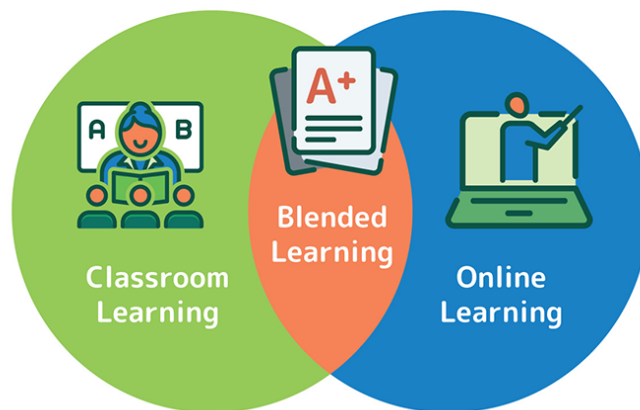 A B
A+
Blended
Learning
Classroom
Learning
Online
Learning